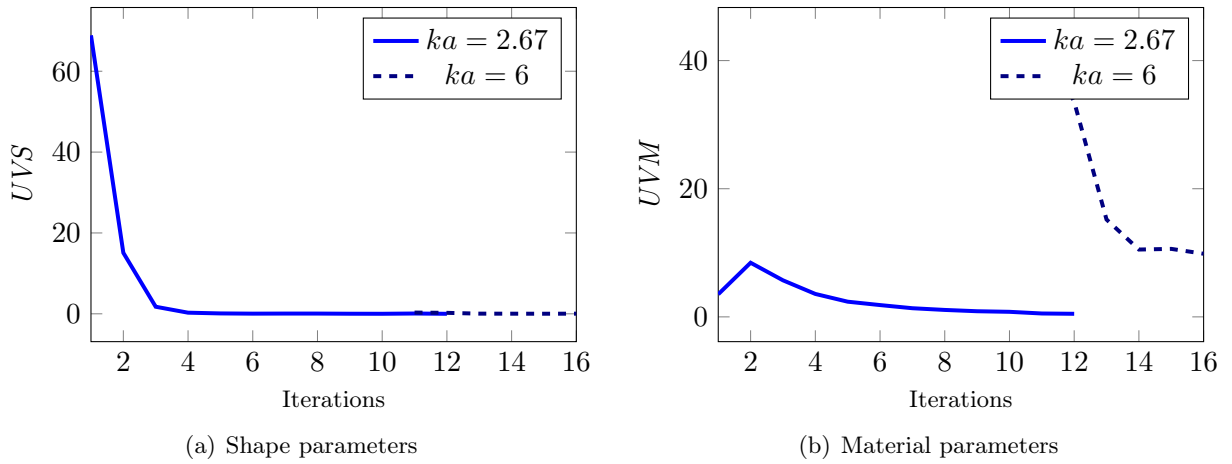 60
40
20
0
UVS
ka = 2.67
ka = 6
2 4 6 8 10 12 14 16
Iterations
(a) Shape parameters
40
20
0
UVM
ka = 2.67
ka = 6
2 4 6 8 10 12 14 16
Iterations
(b) Material parameters